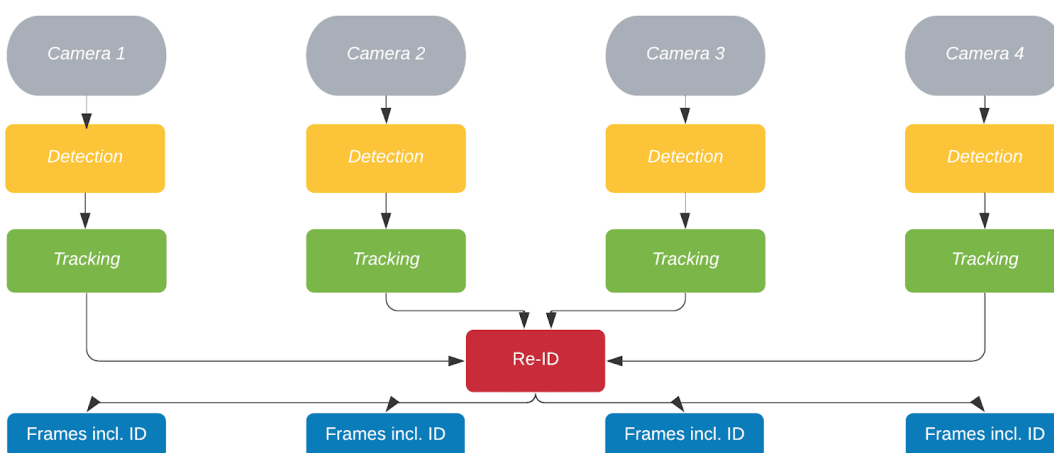 Camera 1
Camera 2
Camera 3
Camera 4
Detection
Detection
Detection
Detection
Tracking
Tracking
Tracking
Tracking
Re-ID
Frames incl. ID
Frames incl. ID
Frames incl. ID
Frames incl. ID